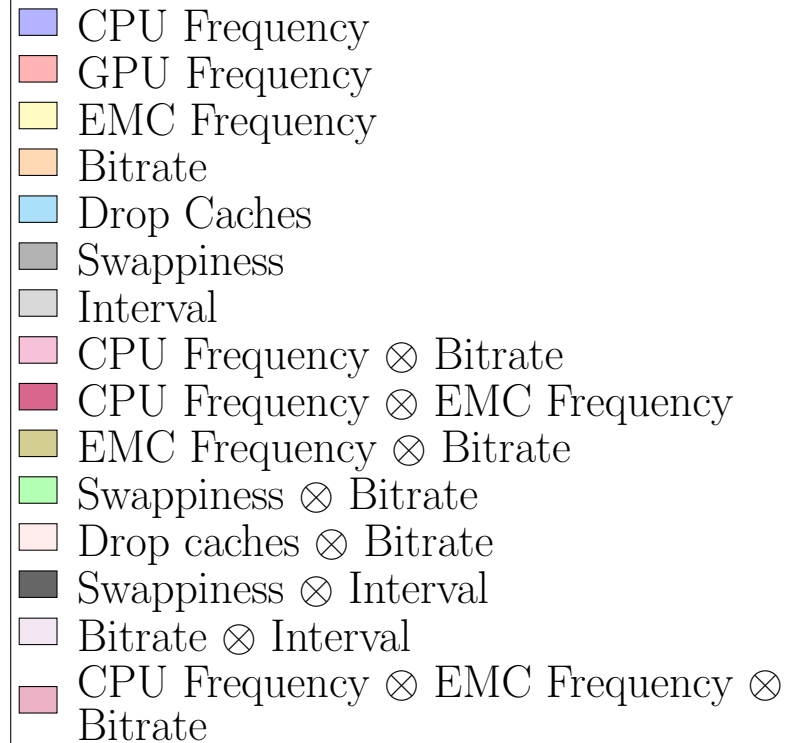 CPU Frequency
GPU Frequency
EMC Frequency
Bitrate
Drop Caches
Swappiness
Interval
CPU Frequency ⊗ Bitrate
CPU Frequency ⊗ EMC Frequency
EMC Frequency ⊗ Bitrate
Swappiness ⊗ Bitrate
Drop caches ⊗ Bitrate
Swappiness ⊗ Interval
Bitrate ⊗ Interval
CPU Frequency ⊗ EMC Frequency ⊗
Bitrate